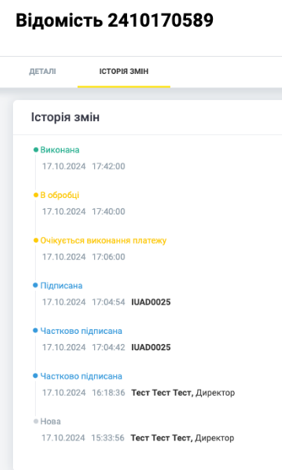 Відомість 2410170589
ДЕТАЛІ ІСТОРІЯ ЗМІН
Історія змін
Виконана
17.10.2024 17:42:00
В обробці
17.10.2024 17:40:00
Очікується виконання платежу
17.10.2024 17:06:00
Підписана
17.10.2024 17:04:54 IUAD0025
Частково підписана
17.10.2024 17:04:42 IUAD0025
Частково підписана
17.10.2024 16:18:36 Тест Тест Тест, Директор
Нова
17.10.2024 15:33:56 Тест Тест Тест, Директор